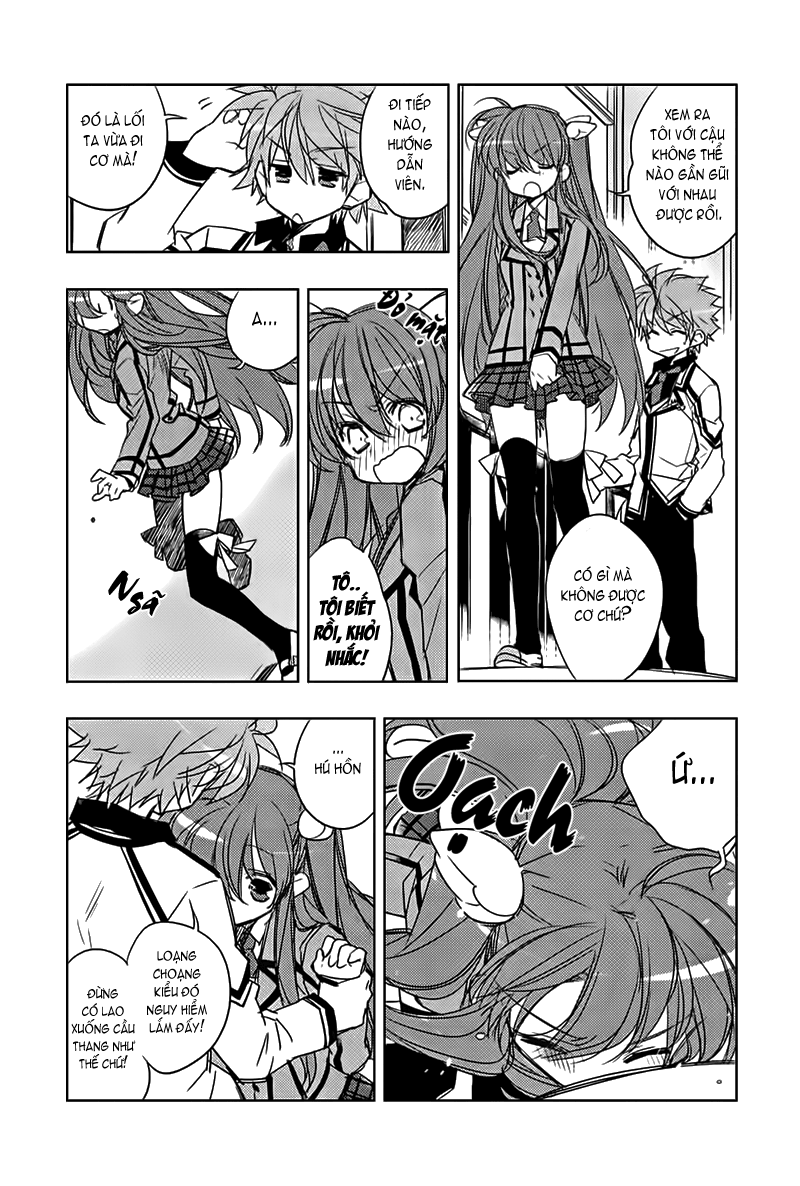 XEM RA
TÔI VỚI CẬU
KHÔNG THỂ
NÀO GẦN GŨI
VỚI NHAU
ĐƯỢC RỒI.
CÓ GÌ MÀ
KHÔNG ĐƯỢC
CƠ CHỨ?
ĐI TIẾP
NÀO,
HƯỚNG
DẪN
VIÊN.
ĐÓ LÀ LỐI
TA VỪA ĐI
CƠ MÀ!
Đỏ mặt
TÔ..
TÔI BIẾT
RỒI, KHỎI
NHẮC!
A...
Ngã
Ứ...
Oạch
...
HÚ HỒN
LOẠNG
CHOẠNG
KIỂU ĐÓ
NGUY HIỂM
LẮM ĐẤY!
ĐỪNG
CÓ LAO
XUỐNG CẦU
THANG NHƯ
THẾ CHỨ!